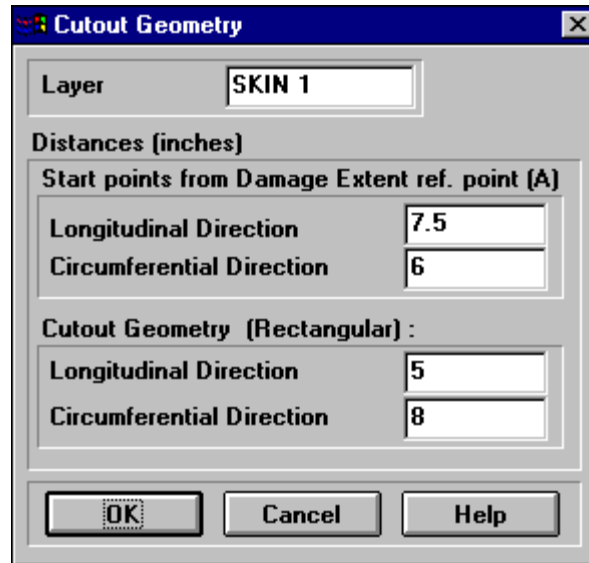 Cutout Geometry
Layer SKIN 1
Distances (inches)
Start points from Damage Extent ref. point (A)
Longitudinal Direction 7.5
Circumferential Direction 6
Cutout Geometry (Rectangular) :
Longitudinal Direction 5
Circumferential Direction 8
OK Cancel Help